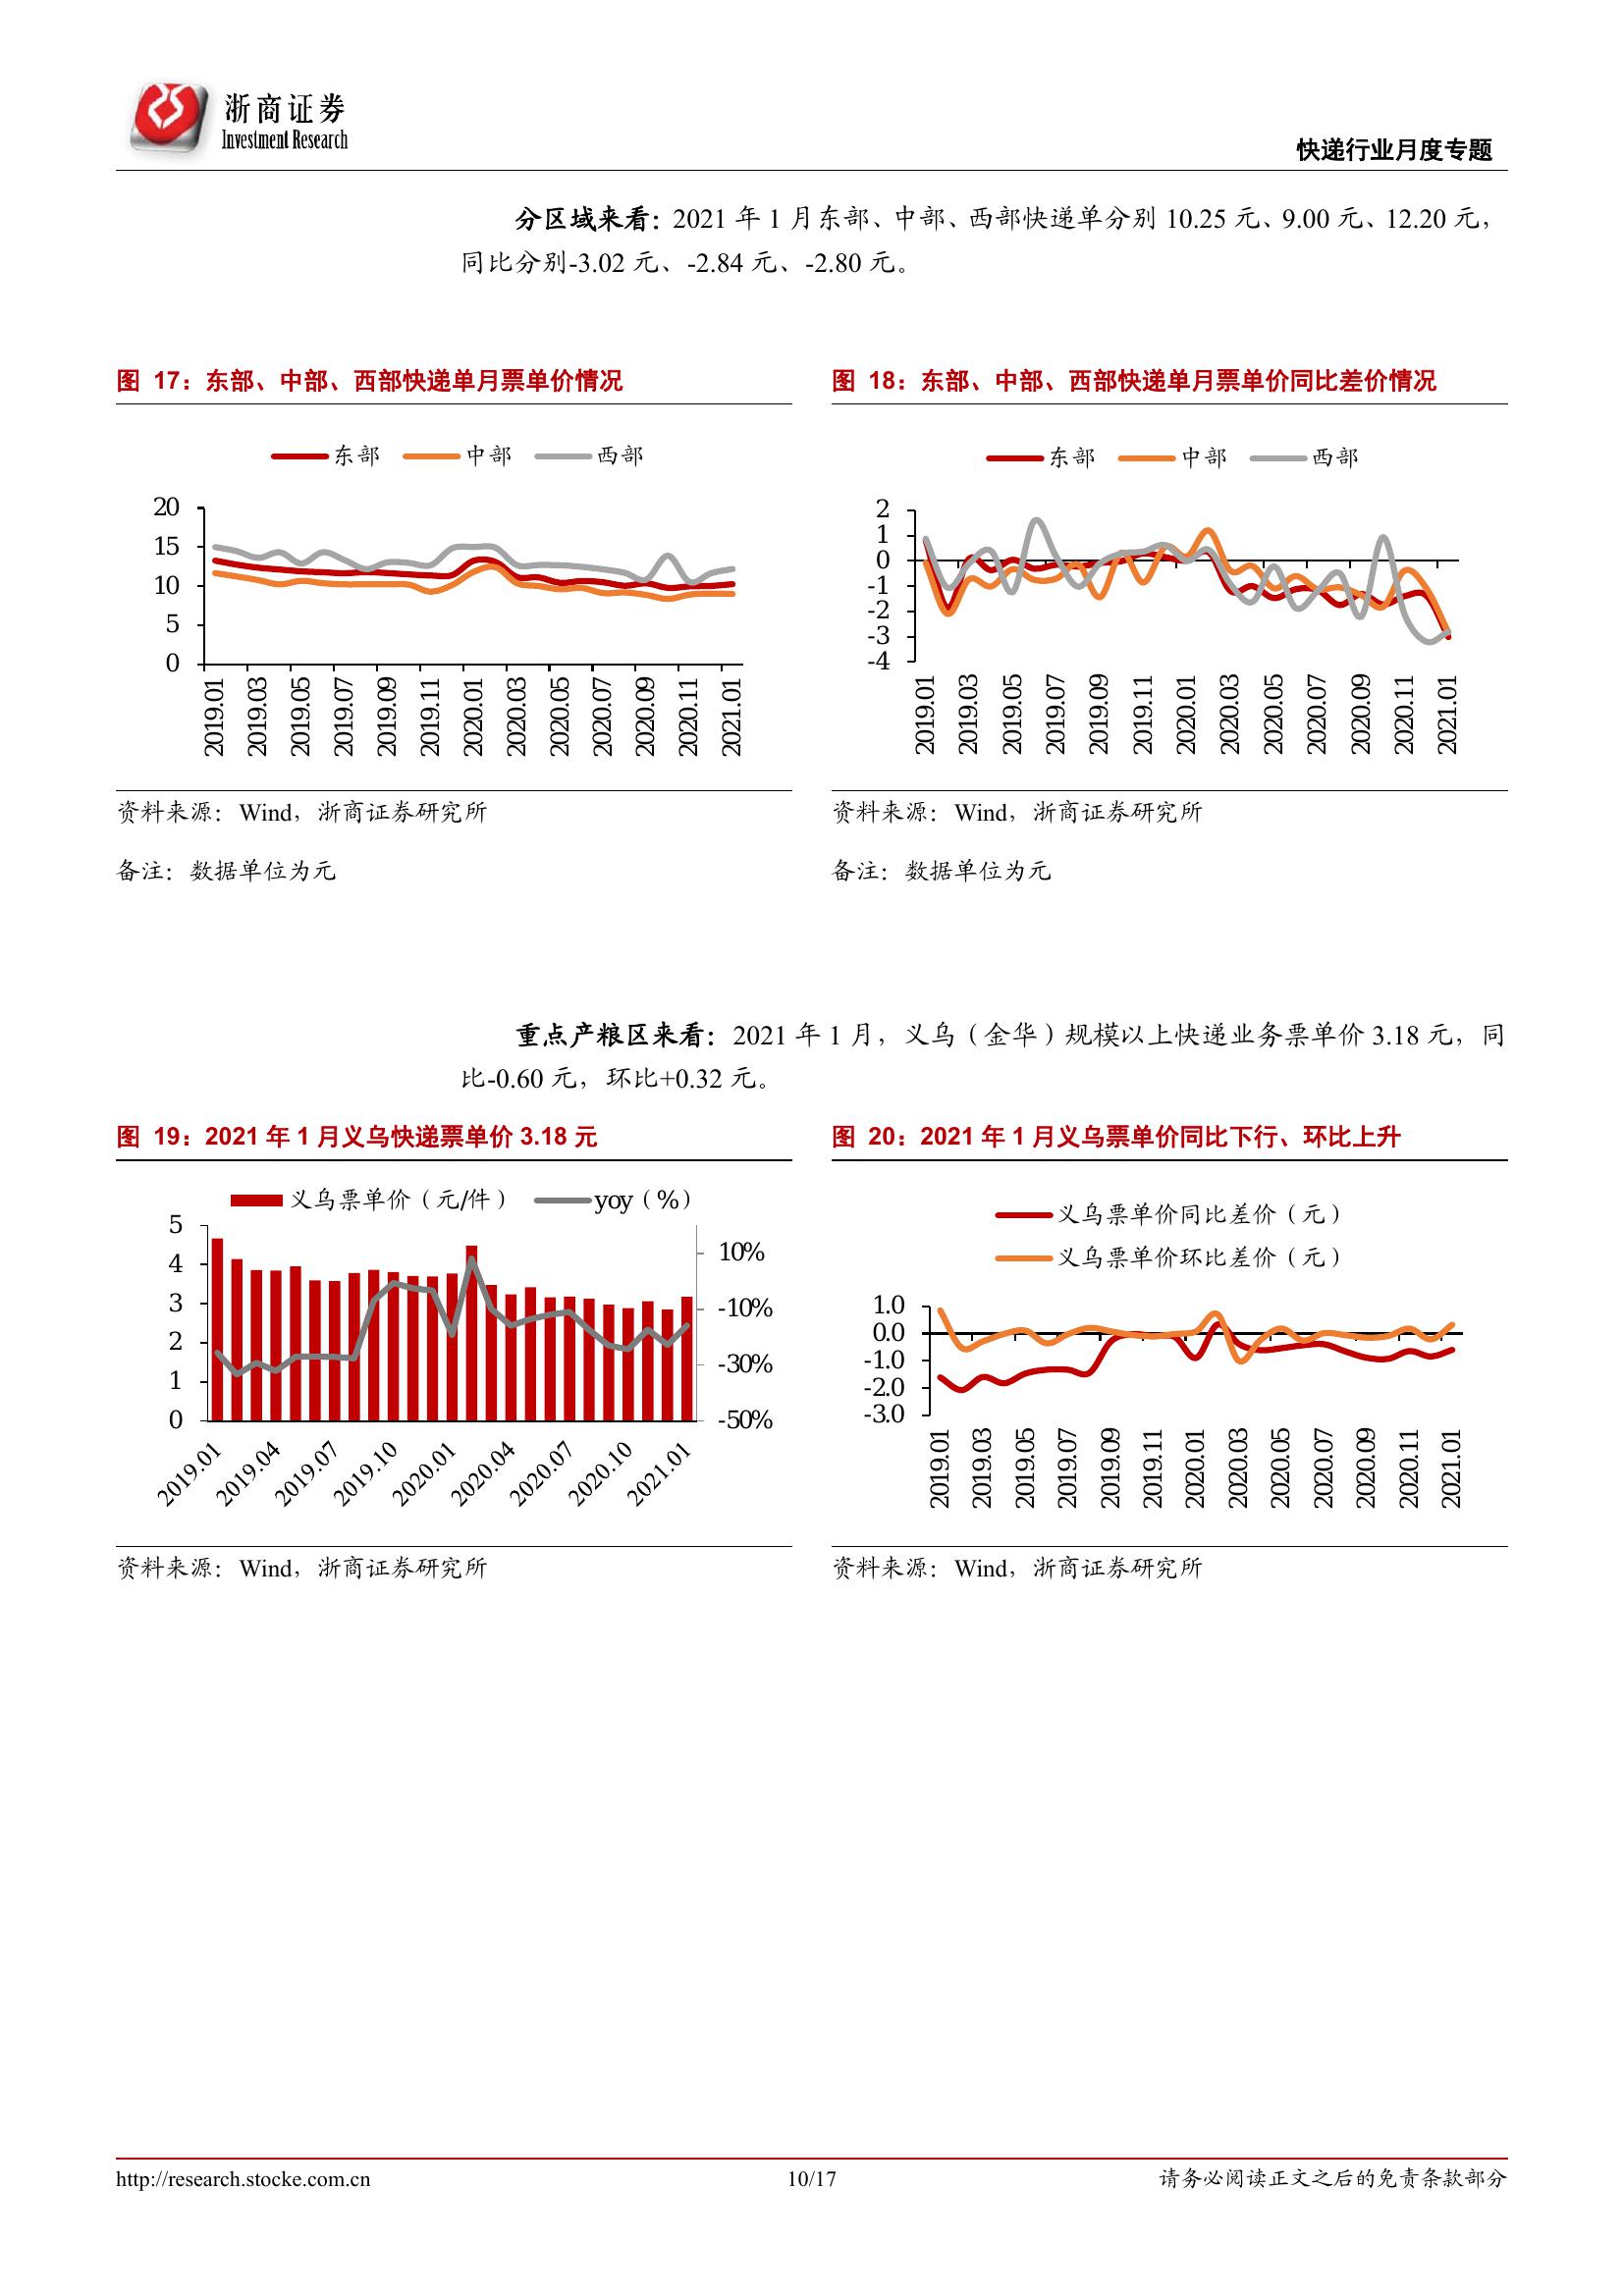 浙商证券
Investment Research
快递行业月度专题
分区域来看：2021 年 1 月东部、中部、西部快递单分别 10.25 元、9.00 元、12.20 元，
同比分别-3.02 元、-2.84 元、-2.80 元。
图 17：东部、中部、西部快递单月票单价情况
东部 中部 西部
20
15
10
5
0
2019.01 2019.03 2019.05 2019.07 2019.09 2019.11 2020.01 2020.03 2020.05 2020.07 2020.09 2020.11 2021.01
资料来源：Wind，浙商证券研究所
备注：数据单位为元
图 18：东部、中部、西部快递单月票单价同比差价情况
东部 中部 西部
2
1
0
-1
-2
-3
-4
2019.01 2019.03 2019.05 2019.07 2019.09 2019.11 2020.01 2020.03 2020.05 2020.07 2020.09 2020.11 2021.01
资料来源：Wind，浙商证券研究所
备注：数据单位为元
重点产粮区来看：2021 年 1 月，义乌（金华）规模以上快递业务票单价 3.18 元，同
比-0.60 元，环比+0.32 元。
图 19：2021 年 1 月义乌快递票单价 3.18 元
义乌票单价（元/件） yoy（%）
5
4
3
2
1
0
10%
-10%
-30%
-50%
2019.01 2019.04 2019.07 2019.10 2020.01 2020.04 2020.07 2020.10 2021.01
资料来源：Wind，浙商证券研究所
图 20：2021 年 1 月义乌票单价同比下行、环比上升
义乌票单价同比差价（元）
义乌票单价环比差价（元）
1.0
0.0
-1.0
-2.0
-3.0
2019.01 2019.03 2019.05 2019.07 2019.09 2019.11 2020.01 2020.03 2020.05 2020.07 2020.09 2020.11 2021.01
资料来源：Wind，浙商证券研究所
http://research.stocke.com.cn 10/17 请务必阅读正文之后的免责条款部分